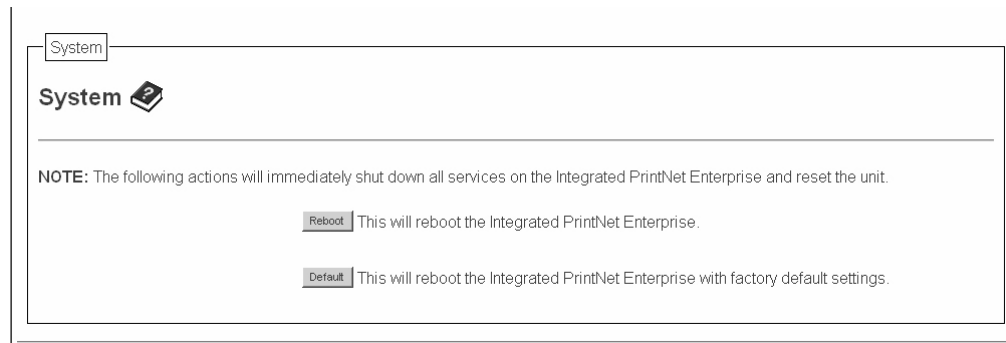 System
System
NOTE: The following actions will immediately shut down all services on the Integrated PrintNet Enterprise and reset the unit.
Reboot This will reboot the Integrated PrintNet Enterprise.
Default This will reboot the Integrated PrintNet Enterprise with factory default settings.